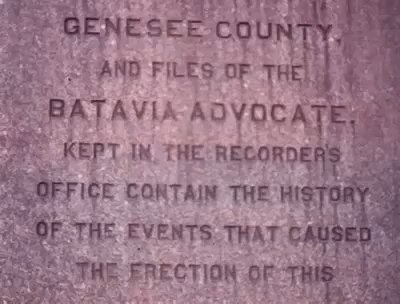 GENESEE COUNTY,
AND FILES OF THE
BATAVIA ADVOCATE,
KEPT IN THE RECORDER'S
OFFICE CONTAIN THE HISTORY
OF THE EVENTS THAT CAUSED
THE ERECTION OF THIS